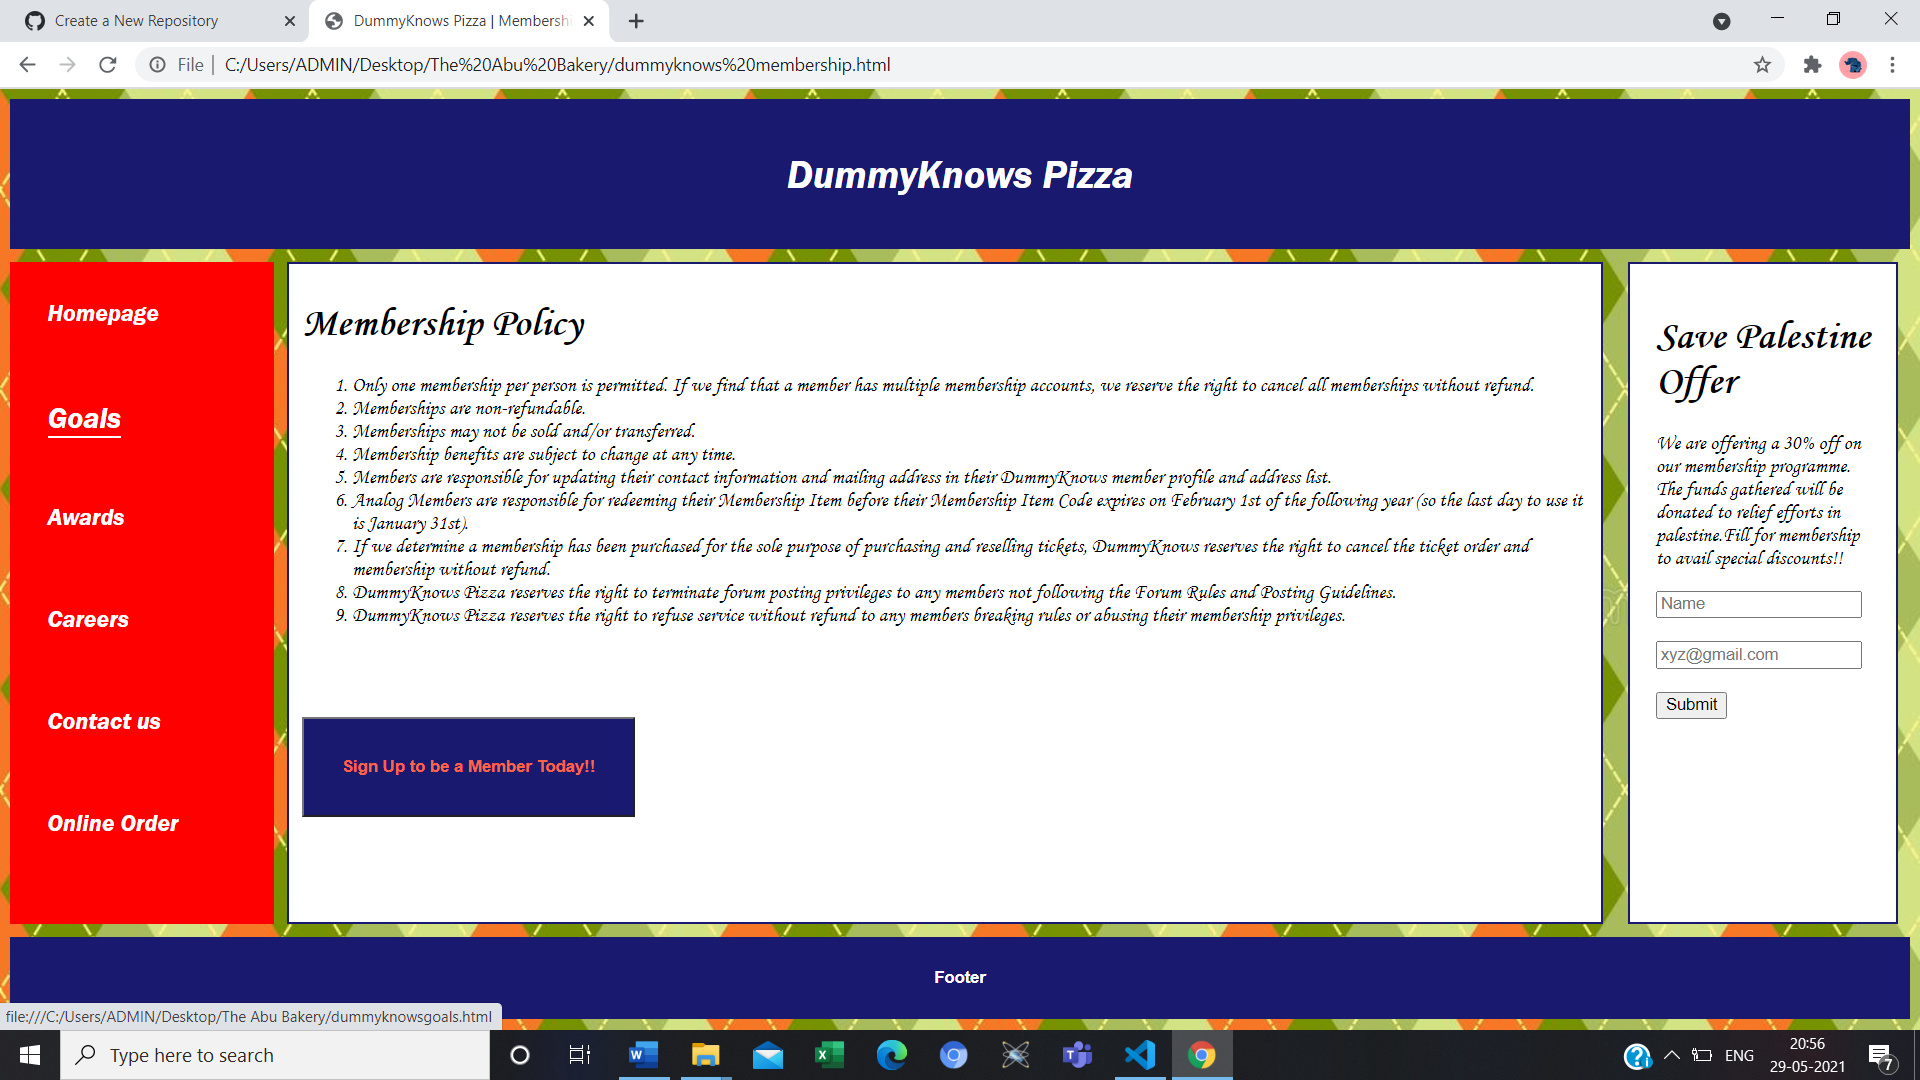 Create a New Repository
DummyKnows Pizza | Membersh
File
C:/Users/ADMIN/Desktop/The%20Abu%20Bakery/dummyknows%20membership.html
DummyKnows Pizza
Homepage
Goals
Awards
Careers
Contact us
Online Order
Membership Policy
1. Only one membership per person is permitted. If we find that a member has multiple membership accounts, we reserve the right to cancel all memberships without refund.
2. Memberships are non-refundable.
3. Memberships may not be sold and/or transferred.
4. Membership benefits are subject to change at any time.
5. Members are responsible for updating their contact information and mailing address in their DummyKnows member profile and address list.
6. Analog Members are responsible for redeeming their Membership Item before their Membership Item Code expires on February 1st of the following year (so the last day to use it
is January 31st).
7. If we determine a membership has been purchased for the sole purpose of purchasing and reselling tickets, DummyKnows reserves the right to cancel the ticket order and
membership without refund.
8. DummyKnows Pizza reserves the right to terminate forum posting privileges to any members not following the Forum Rules and Posting Guidelines.
9. DummyKnows Pizza reserves the right to refuse service without refund to any members breaking rules or abusing their membership privileges.
Sign Up to be a Member Today!!
Save Palestine
Offer
We are offering a 30% off on
our membership programme.
The funds gathered will be
donated to relief efforts in
palestine.Fill for membership
to avail special discounts!!
Name
xyz@gmail.com
Submit
Footer
file:///C:/Users/ADMIN/Desktop/The Abu Bakery/dummyknowsgoals.html
Type here to search
ENG
20:56
29-05-2021
7